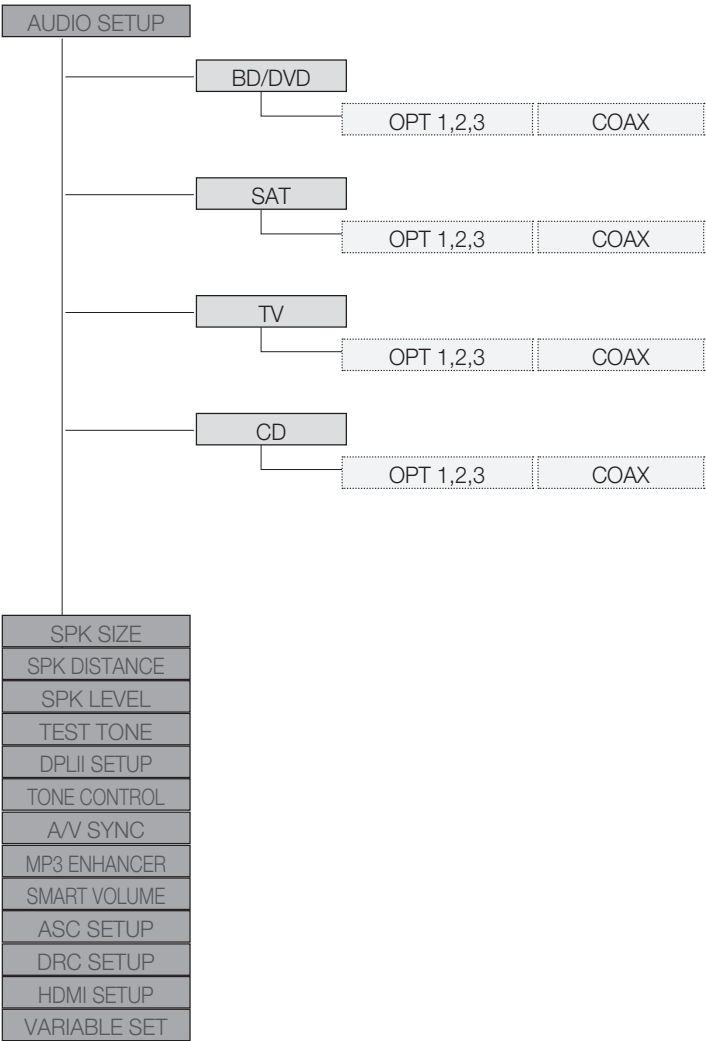 AUDIO SETUP
BD/DVD
OPT 1,2,3 COAX
SAT
OPT 1,2,3 COAX
TV
OPT 1,2,3 COAX
CD
OPT 1,2,3 COAX
SPK SIZE
SPK DISTANCE
SPK LEVEL
TEST TONE
DPLII SETUP
TONE CONTROL
A/V SYNC
MP3 ENHANCER
SMART VOLUME
ASC SETUP
DRC SETUP
HDMI SETUP
VARIABLE SET